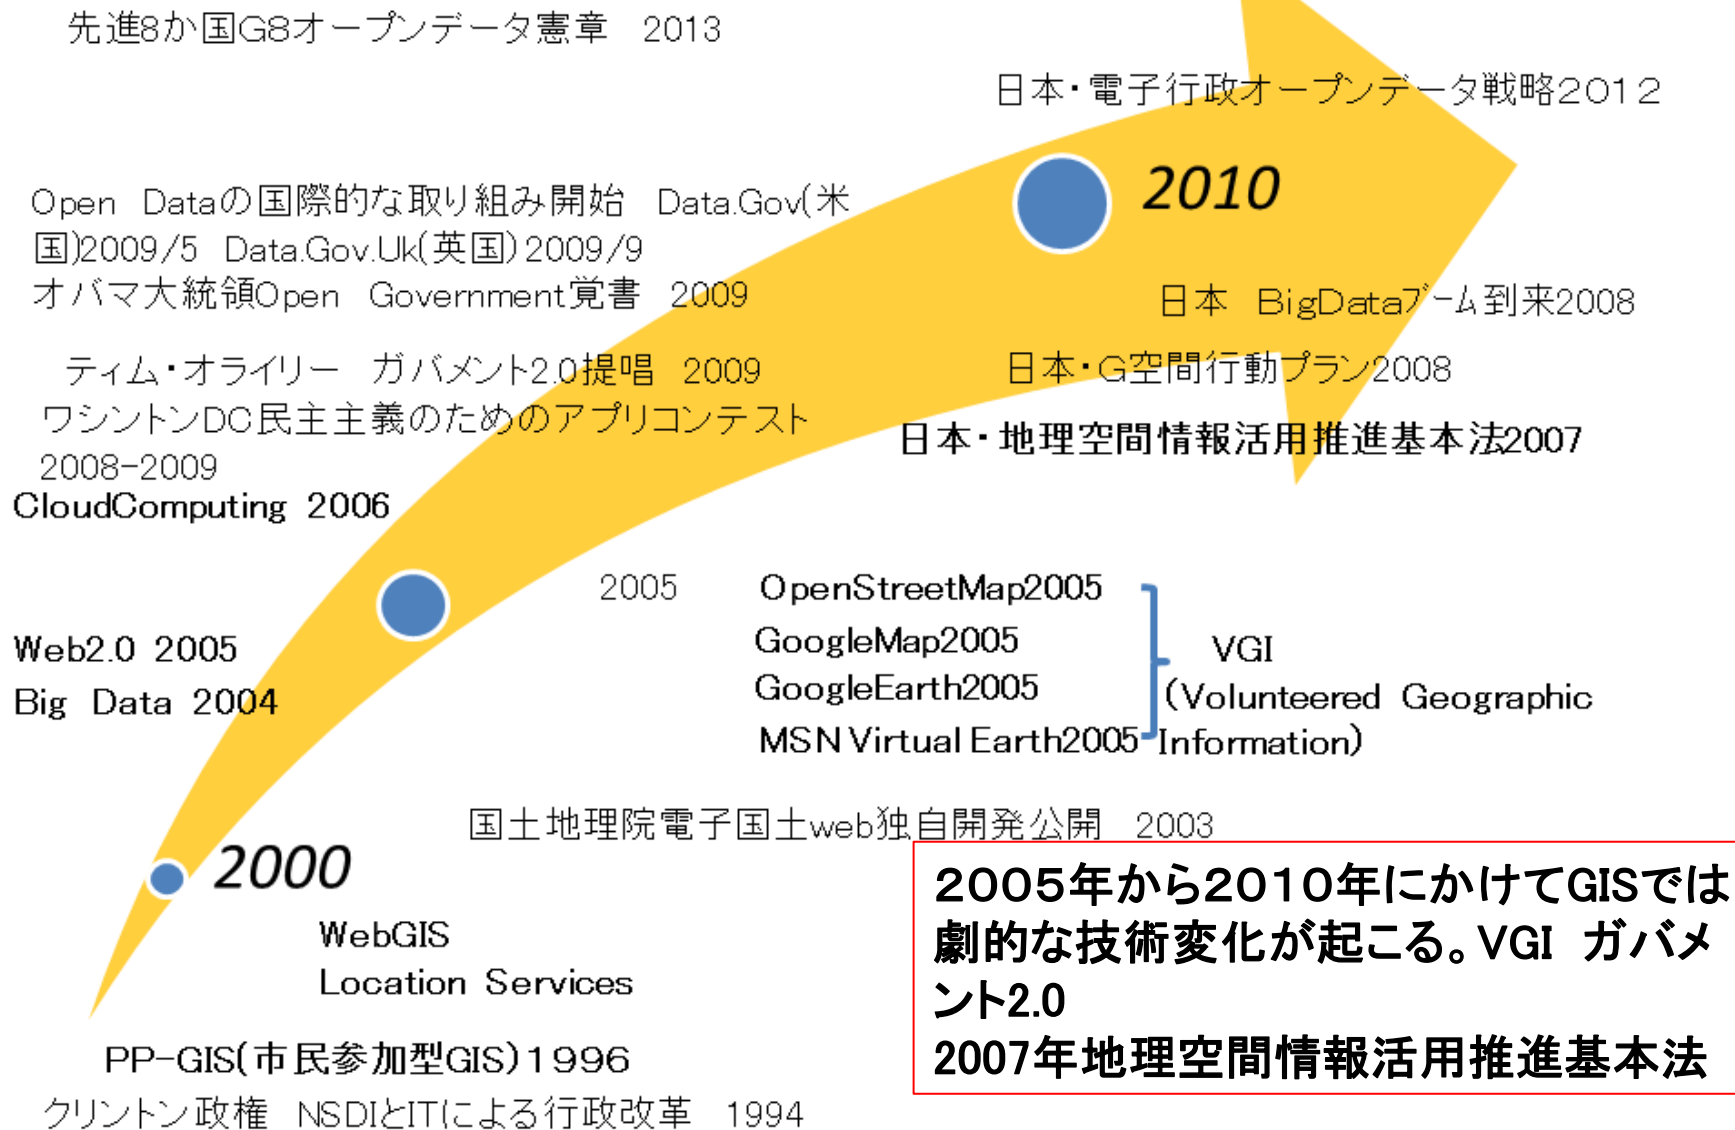 先進8か国G8オープンデータ憲章　2013
日本・電子行政オープンデータ戦略２０１２
2010
Open Dataの国際的な取り組み開始　Data.Gov(米
国)2009/5 Data.Gov.Uk(英国)2009/9
オバマ大統領Open Government覚書　2009
日本 BigDataﾌﾞｰﾑ到来2008
ティム・オライリー　ガバメント2.0提唱　2009
日本・G空間行動プラン2008
ワシントンDC民主主義のためのアプリコンテスト
2008-2009
日本・地理空間情報活用推進基本法2007
CloudComputing 2006
2005
OpenStreetMap2005
GoogleMap2005
GoogleEarth2005
MSN Virtual Earth2005
VGI
(Volunteered Geographic
Information)
Web2.0 2005
Big Data 2004
国土地理院電子国土web独自開発公開　2003
2000
WebGIS
Location Services
PP-GIS(市民参加型GIS)1996
クリントン政権　NSDIとITによる行政改革　1994
２００５年から２０１０年にかけてGISでは
劇的な技術変化が起こる。VGI ガバメ
ント2.0
2007年地理空間情報活用推進基本法